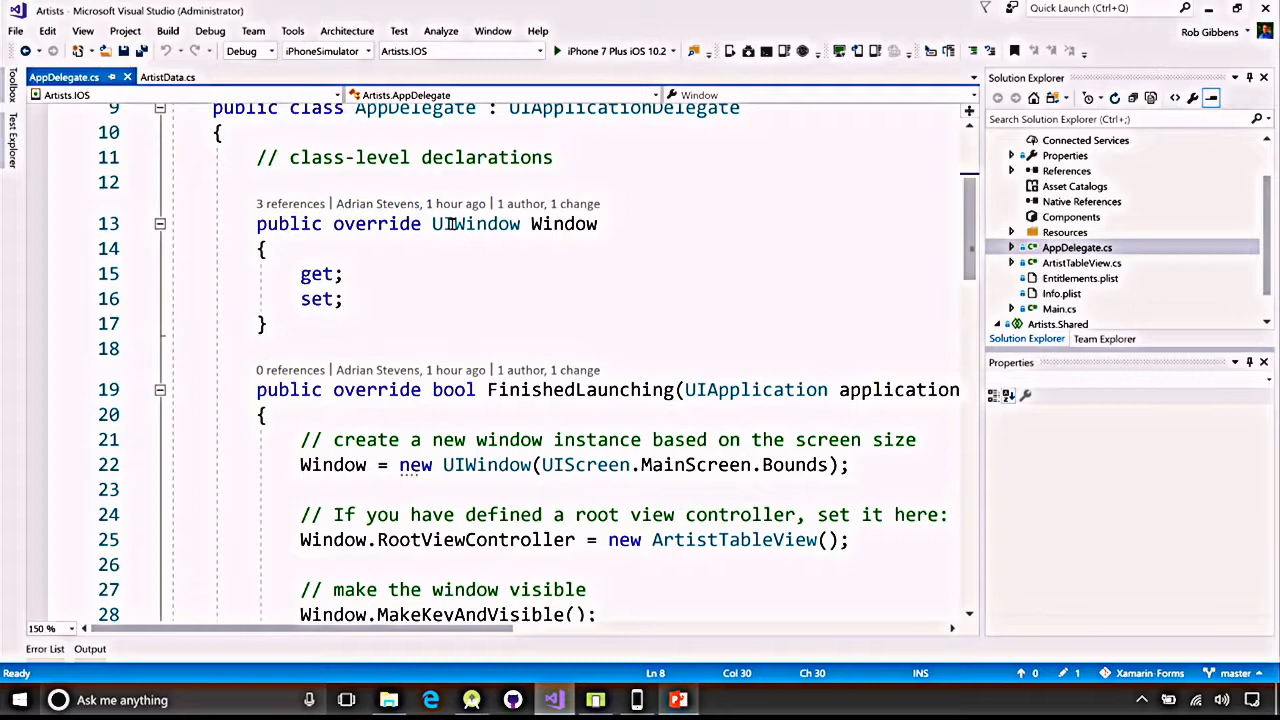 Artists - Microsoft Visual Studio (Administrator)
Quick Launch (Ctrl+Q)
File Edit View Project Build Debug Team Tools Architecture Test Analyze Window Help
Rob Gibbens
Debug iPhoneSimulator Artists.IOS iPhone 7 Plus iOS 10.2
AppDelegate.cs ArtistData.cs
Artists.IOS Artists.AppDelegate Window
Toolbox
Test Explorer
9 public class AppDelegate : UIApplicationDelegate
10 {
11 // class-level declarations
12
3 references | Adrian Stevens, 1 hour ago | 1 author, 1 change
13 public override UIWindow Window
14 {
15 get;
16 set;
17 }
18
0 references | Adrian Stevens, 1 hour ago | 1 author, 1 change
19 public override bool FinishedLaunching(UIApplication application
20 {
21 // create a new window instance based on the screen size
22 Window = new UIWindow(UIScreen.MainScreen.Bounds);
23
24 // If you have defined a root view controller, set it here:
25 Window.RootViewController = new ArtistTableView();
26
27 // make the window visible
28 Window.MakeKeyAndVisible();
150 %
Solution Explorer
Search Solution Explorer (Ctrl+;)
Connected Services
Properties
References
Asset Catalogs
Native References
Components
Resources
AppDelegate.cs
ArtistTableView.cs
Entitlements.plist
Info.plist
Main.cs
Artists.Shared
Solution Explorer Team Explorer
Properties
Error List Output
Ready Ln 8 Col 30 Ch 30 INS 0 1 Xamarin Forms master
Ask me anything